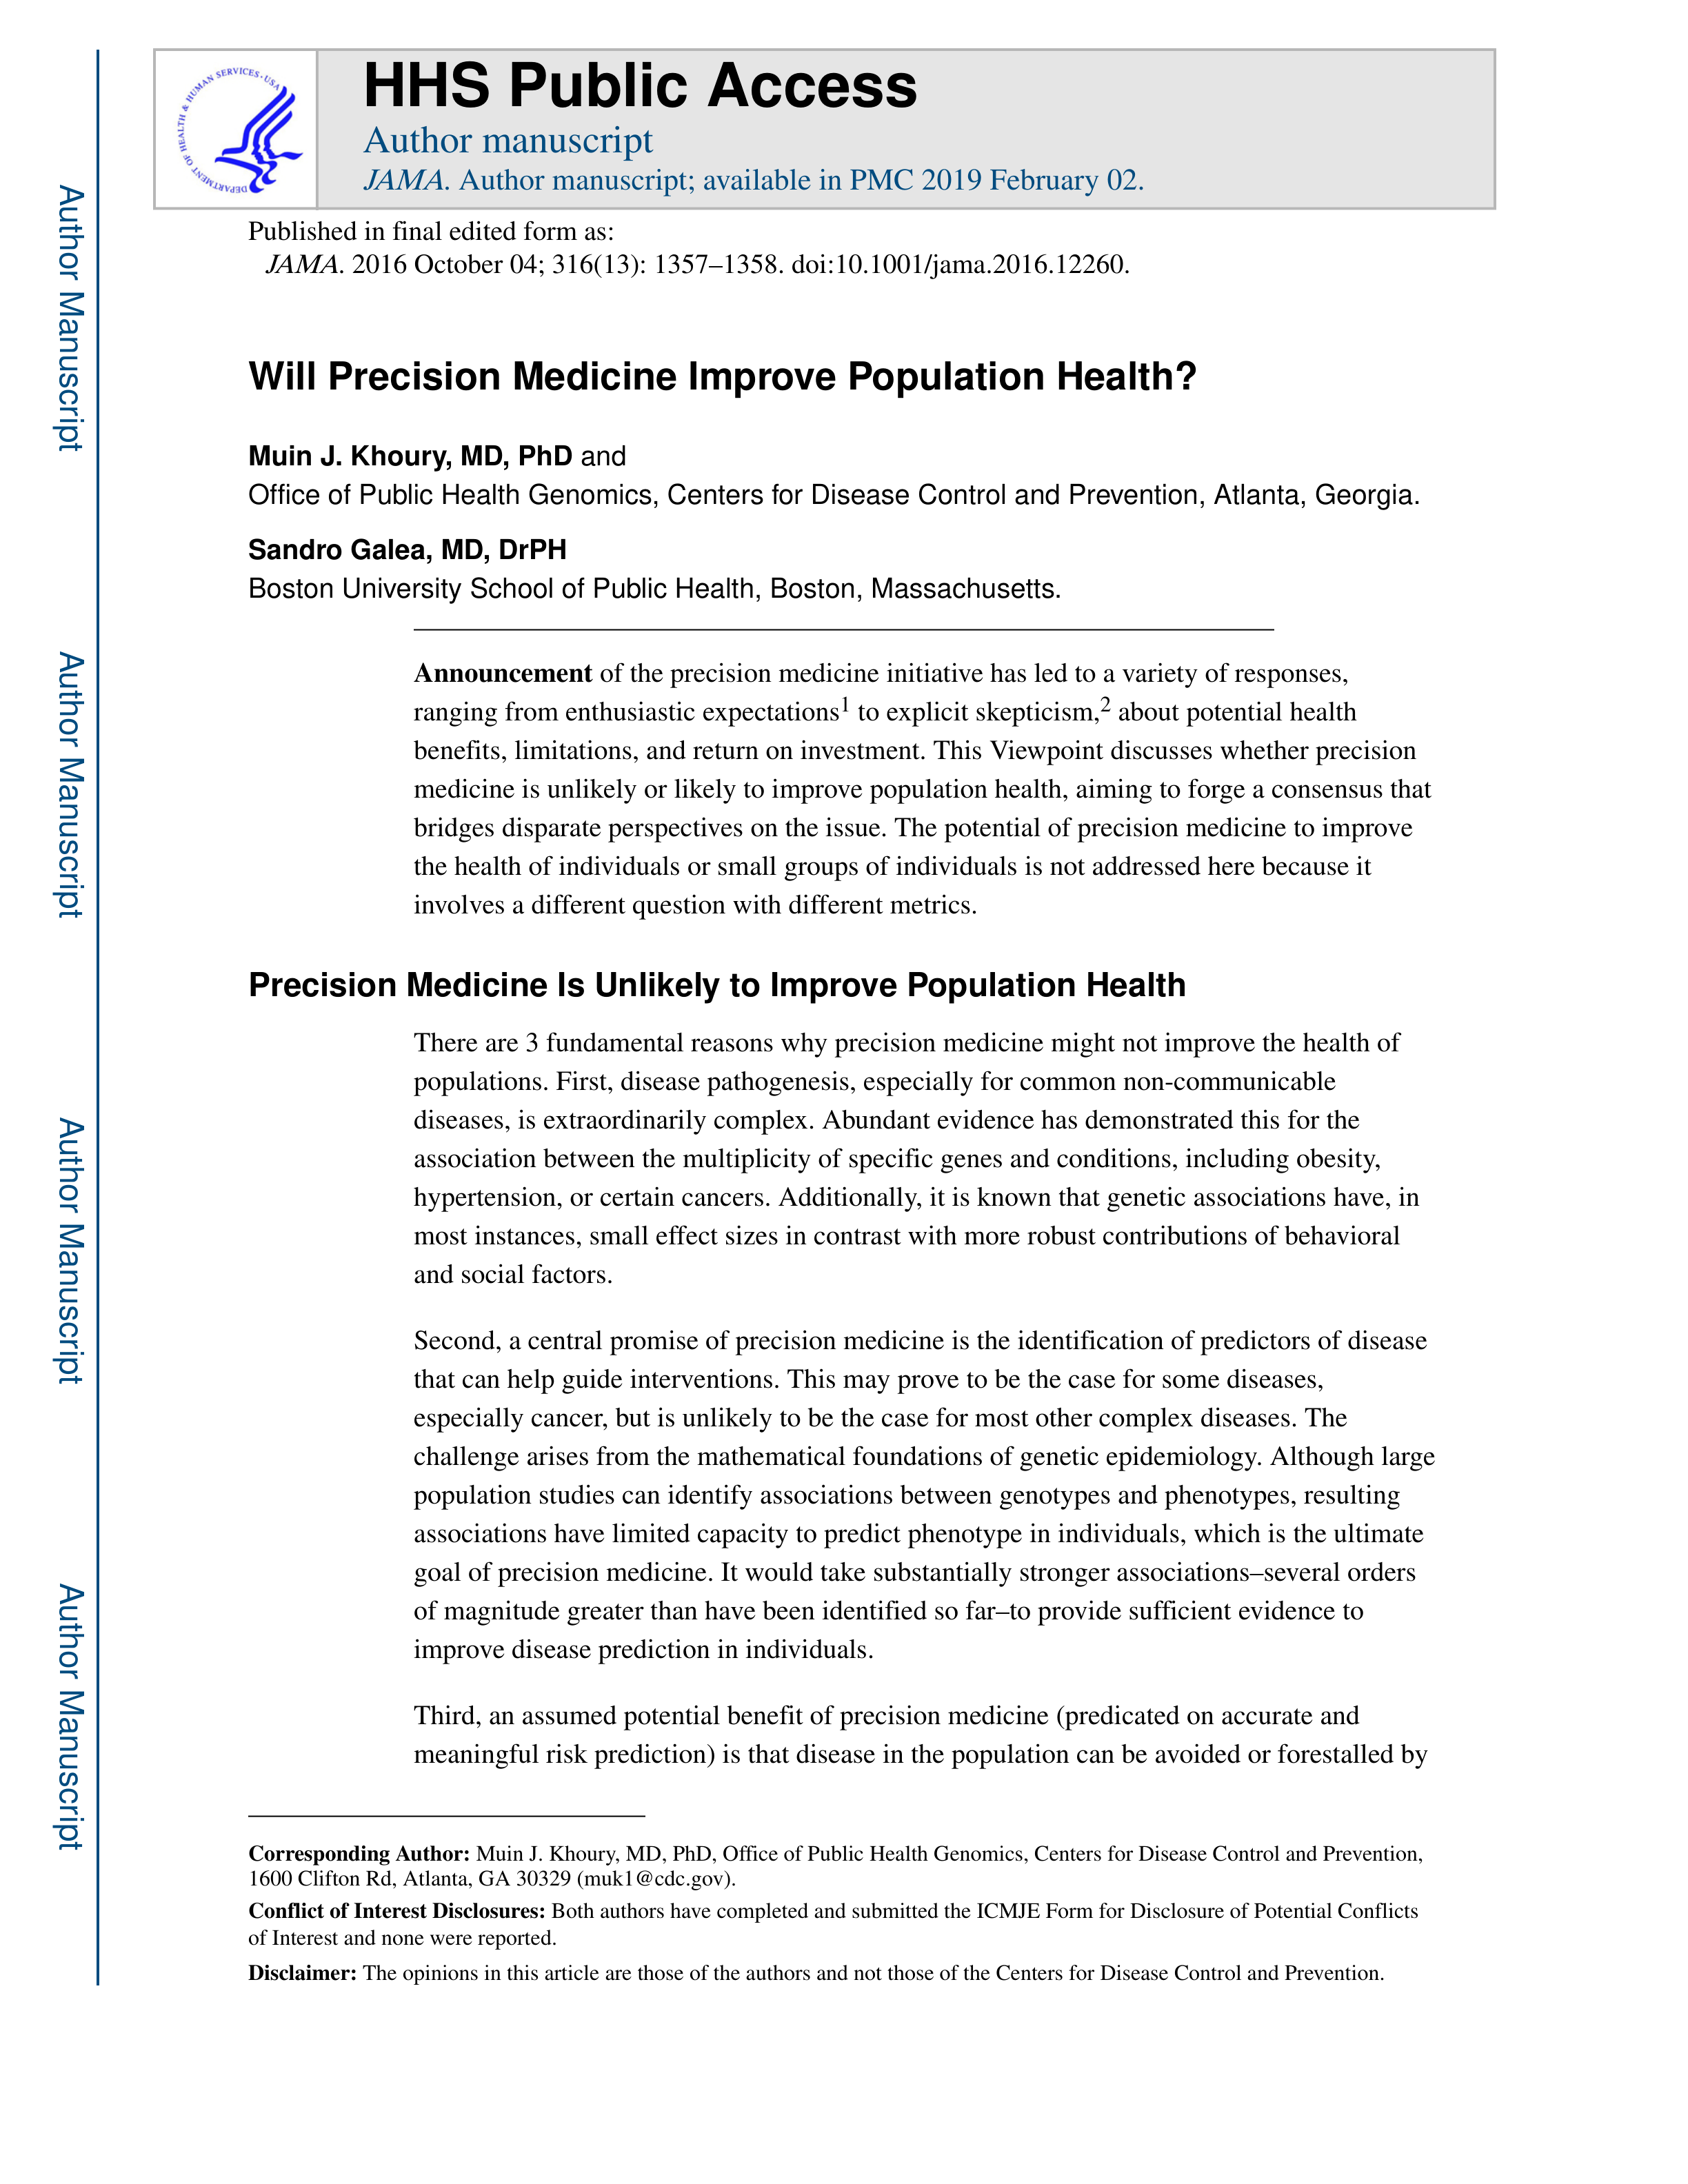 DEPARTMENT OF HEALTH & HUMAN SERVICES • USA
HHS Public Access
Author manuscript
JAMA. Author manuscript; available in PMC 2019 February 02.
Published in final edited form as:
JAMA. 2016 October 04; 316(13): 1357–1358. doi:10.1001/jama.2016.12260.
Will Precision Medicine Improve Population Health?
Muin J. Khoury, MD, PhD and
Office of Public Health Genomics, Centers for Disease Control and Prevention, Atlanta, Georgia.
Sandro Galea, MD, DrPH
Boston University School of Public Health, Boston, Massachusetts.
Announcement of the precision medicine initiative has led to a variety of responses,
ranging from enthusiastic expectations1 to explicit skepticism,2 about potential health
benefits, limitations, and return on investment. This Viewpoint discusses whether precision
medicine is unlikely or likely to improve population health, aiming to forge a consensus that
bridges disparate perspectives on the issue. The potential of precision medicine to improve
the health of individuals or small groups of individuals is not addressed here because it
involves a different question with different metrics.
Precision Medicine Is Unlikely to Improve Population Health
There are 3 fundamental reasons why precision medicine might not improve the health of
populations. First, disease pathogenesis, especially for common non-communicable
diseases, is extraordinarily complex. Abundant evidence has demonstrated this for the
association between the multiplicity of specific genes and conditions, including obesity,
hypertension, or certain cancers. Additionally, it is known that genetic associations have, in
most instances, small effect sizes in contrast with more robust contributions of behavioral
and social factors.
Second, a central promise of precision medicine is the identification of predictors of disease
that can help guide interventions. This may prove to be the case for some diseases,
especially cancer, but is unlikely to be the case for most other complex diseases. The
challenge arises from the mathematical foundations of genetic epidemiology. Although large
population studies can identify associations between genotypes and phenotypes, resulting
associations have limited capacity to predict phenotype in individuals, which is the ultimate
goal of precision medicine. It would take substantially stronger associations–several orders
of magnitude greater than have been identified so far–to provide sufficient evidence to
improve disease prediction in individuals.
Third, an assumed potential benefit of precision medicine (predicated on accurate and
meaningful risk prediction) is that disease in the population can be avoided or forestalled by
Corresponding Author: Muin J. Khoury, MD, PhD, Office of Public Health Genomics, Centers for Disease Control and Prevention,
1600 Clifton Rd, Atlanta, GA 30329 (muk1@cdc.gov).
Conflict of Interest Disclosures: Both authors have completed and submitted the ICMJE Form for Disclosure of Potential Conflicts
of Interest and none were reported.
Disclaimer: The opinions in this article are those of the authors and not those of the Centers for Disease Control and Prevention.
Author Manuscript
Author Manuscript
Author Manuscript
Author Manuscript